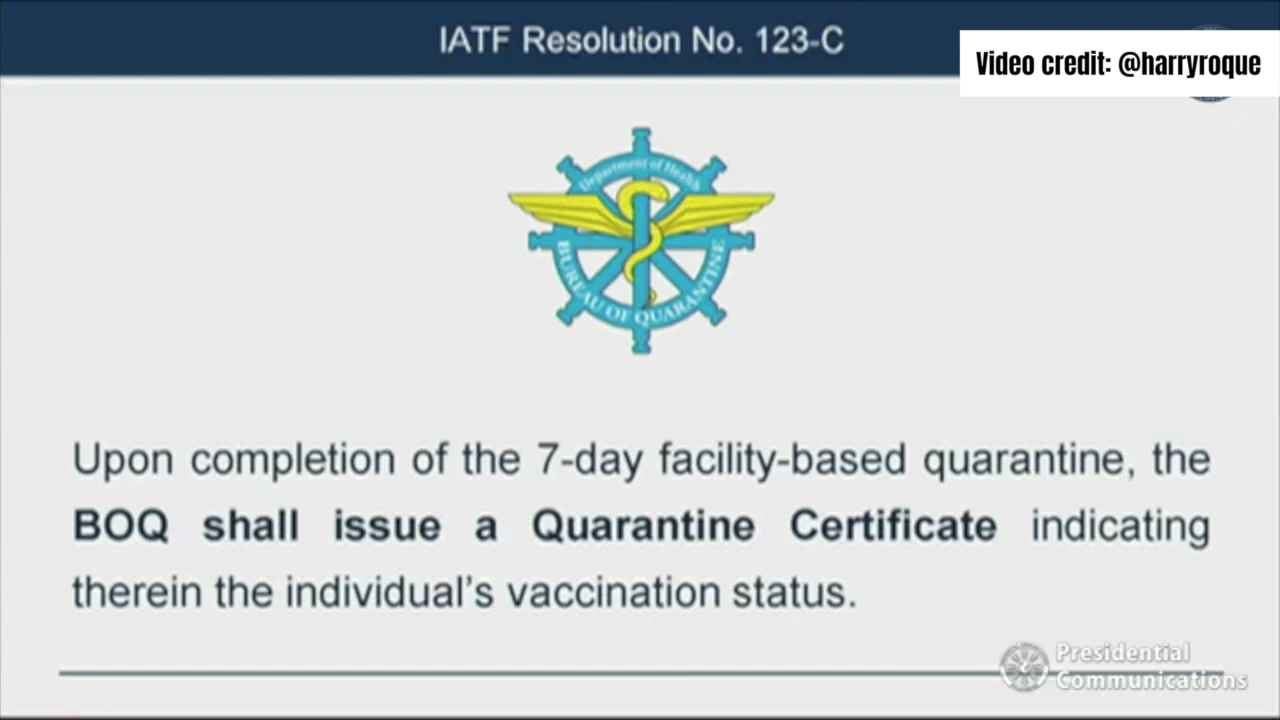 IATF Resolution No. 123-C
Video credit: @harryroque
Department of Health
BUREAU OF QUARANTINE
Upon completion of the 7-day facility-based quarantine, the
BOQ shall issue a Quarantine Certificate indicating
therein the individual's vaccination status.
Presidential
Communications